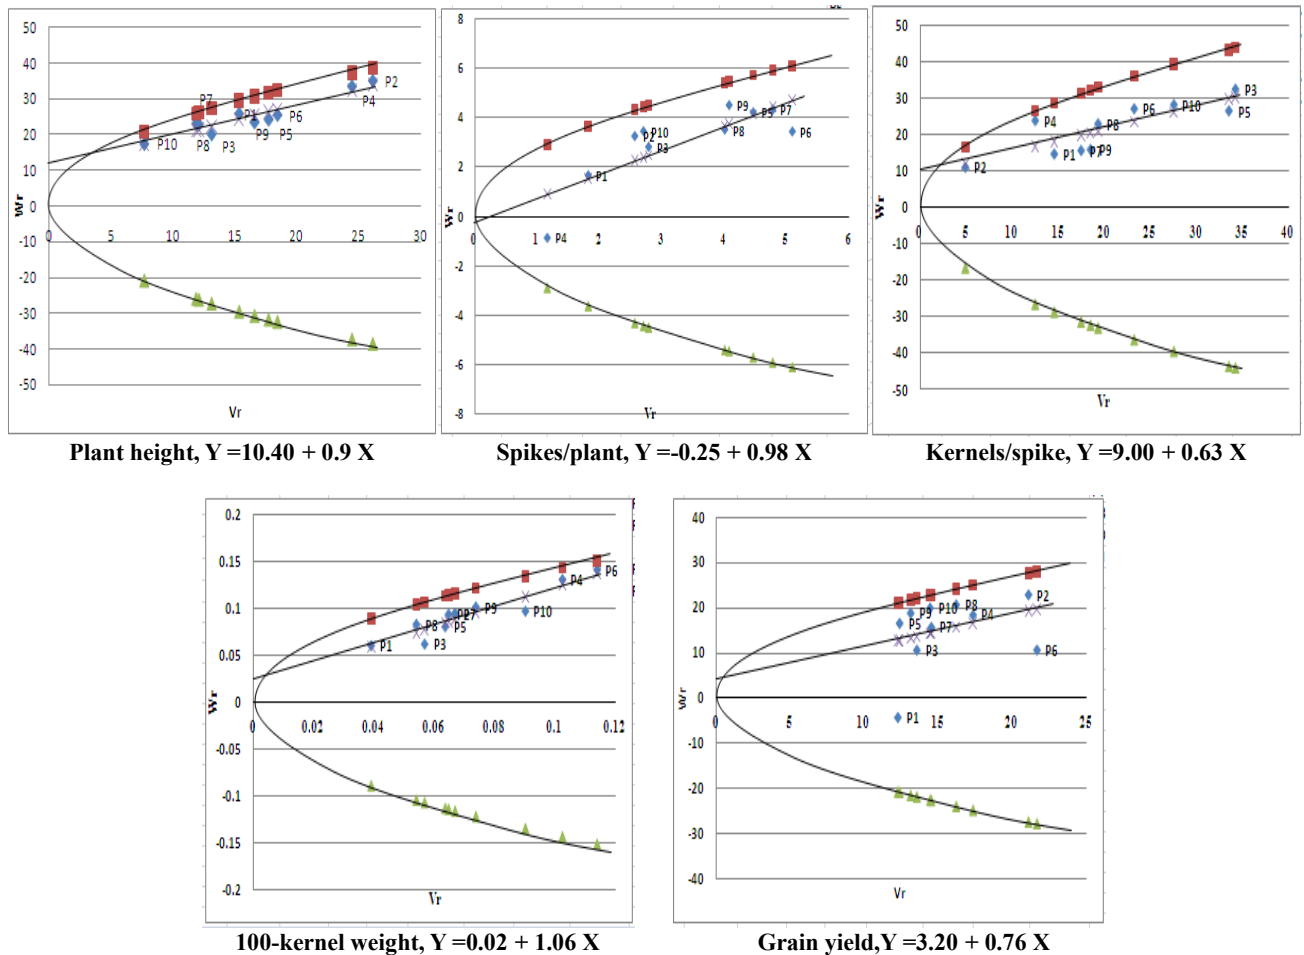 50
40
30
20
10
0
-10
-20
-30
-40
-50
0 5 10 15 20 25 30
Wr
Vr
P7
P2
P4
P6
P9 P5
P10 P8 P3
Plant height, Y =10.40 + 0.9 X
8
6
4
2
0
-2
-4
-6
-8
0 1 2 3 4 5 6
Wr
Vr
P9
P7
P10
P8 P6
P3
P1
P4
Spikes/plant, Y =-0.25 + 0.98 X
50
40
30
20
10
0
-10
-20
-30
-40
-50
0 5 10 15 20 25 30 35 40 45
Wr
Vr
P3
P6 P10
P5
P4 P8
P1 P9
P2
Kernels/spike, Y =9.00 + 0.63 X
0.2
0.15
0.1
0.05
0
-0.05
-0.1
-0.15
-0.2
0 0.02 0.04 0.06 0.08 0.1 0.12
Wr
Vr
P6
P4
P9
P10
P8
P5
P1 P3
100-kernel weight, Y =0.02 + 1.06 X
40
30
20
10
0
-10
-20
-30
-40
0 5 10 15 20 25
Wr
Vr
P2
P9 P10 P8
P4
P5 P7
P3 P6
P1
Grain yield,Y =3.20 + 0.76 X